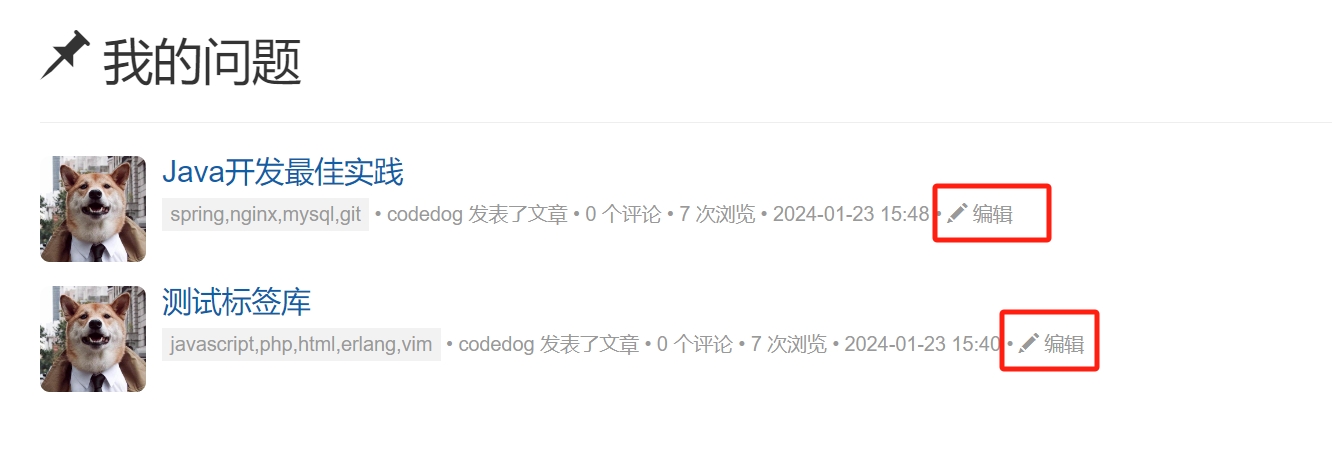 我的问题
Java开发最佳实践
spring,nginx,mysql,git • codedog 发表了文章 • 0 个评论 • 7 次浏览 • 2024-01-23 15:48 • 编辑
测试标签库
javascript,php,html,erlang,vim • codedog 发表了文章 • 0 个评论 • 7 次浏览 • 2024-01-23 15:40 • 编辑